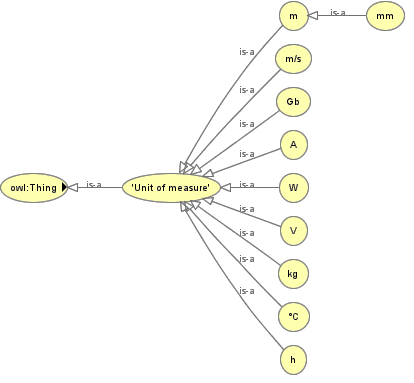 m
is-a
mm
is-a
m/s
is-a
Gb
is-a
A
is-a
owl:Thing
is-a
'Unit of measure'
is-a
W
is-a
V
is-a
kg
is-a
°C
is-a
h